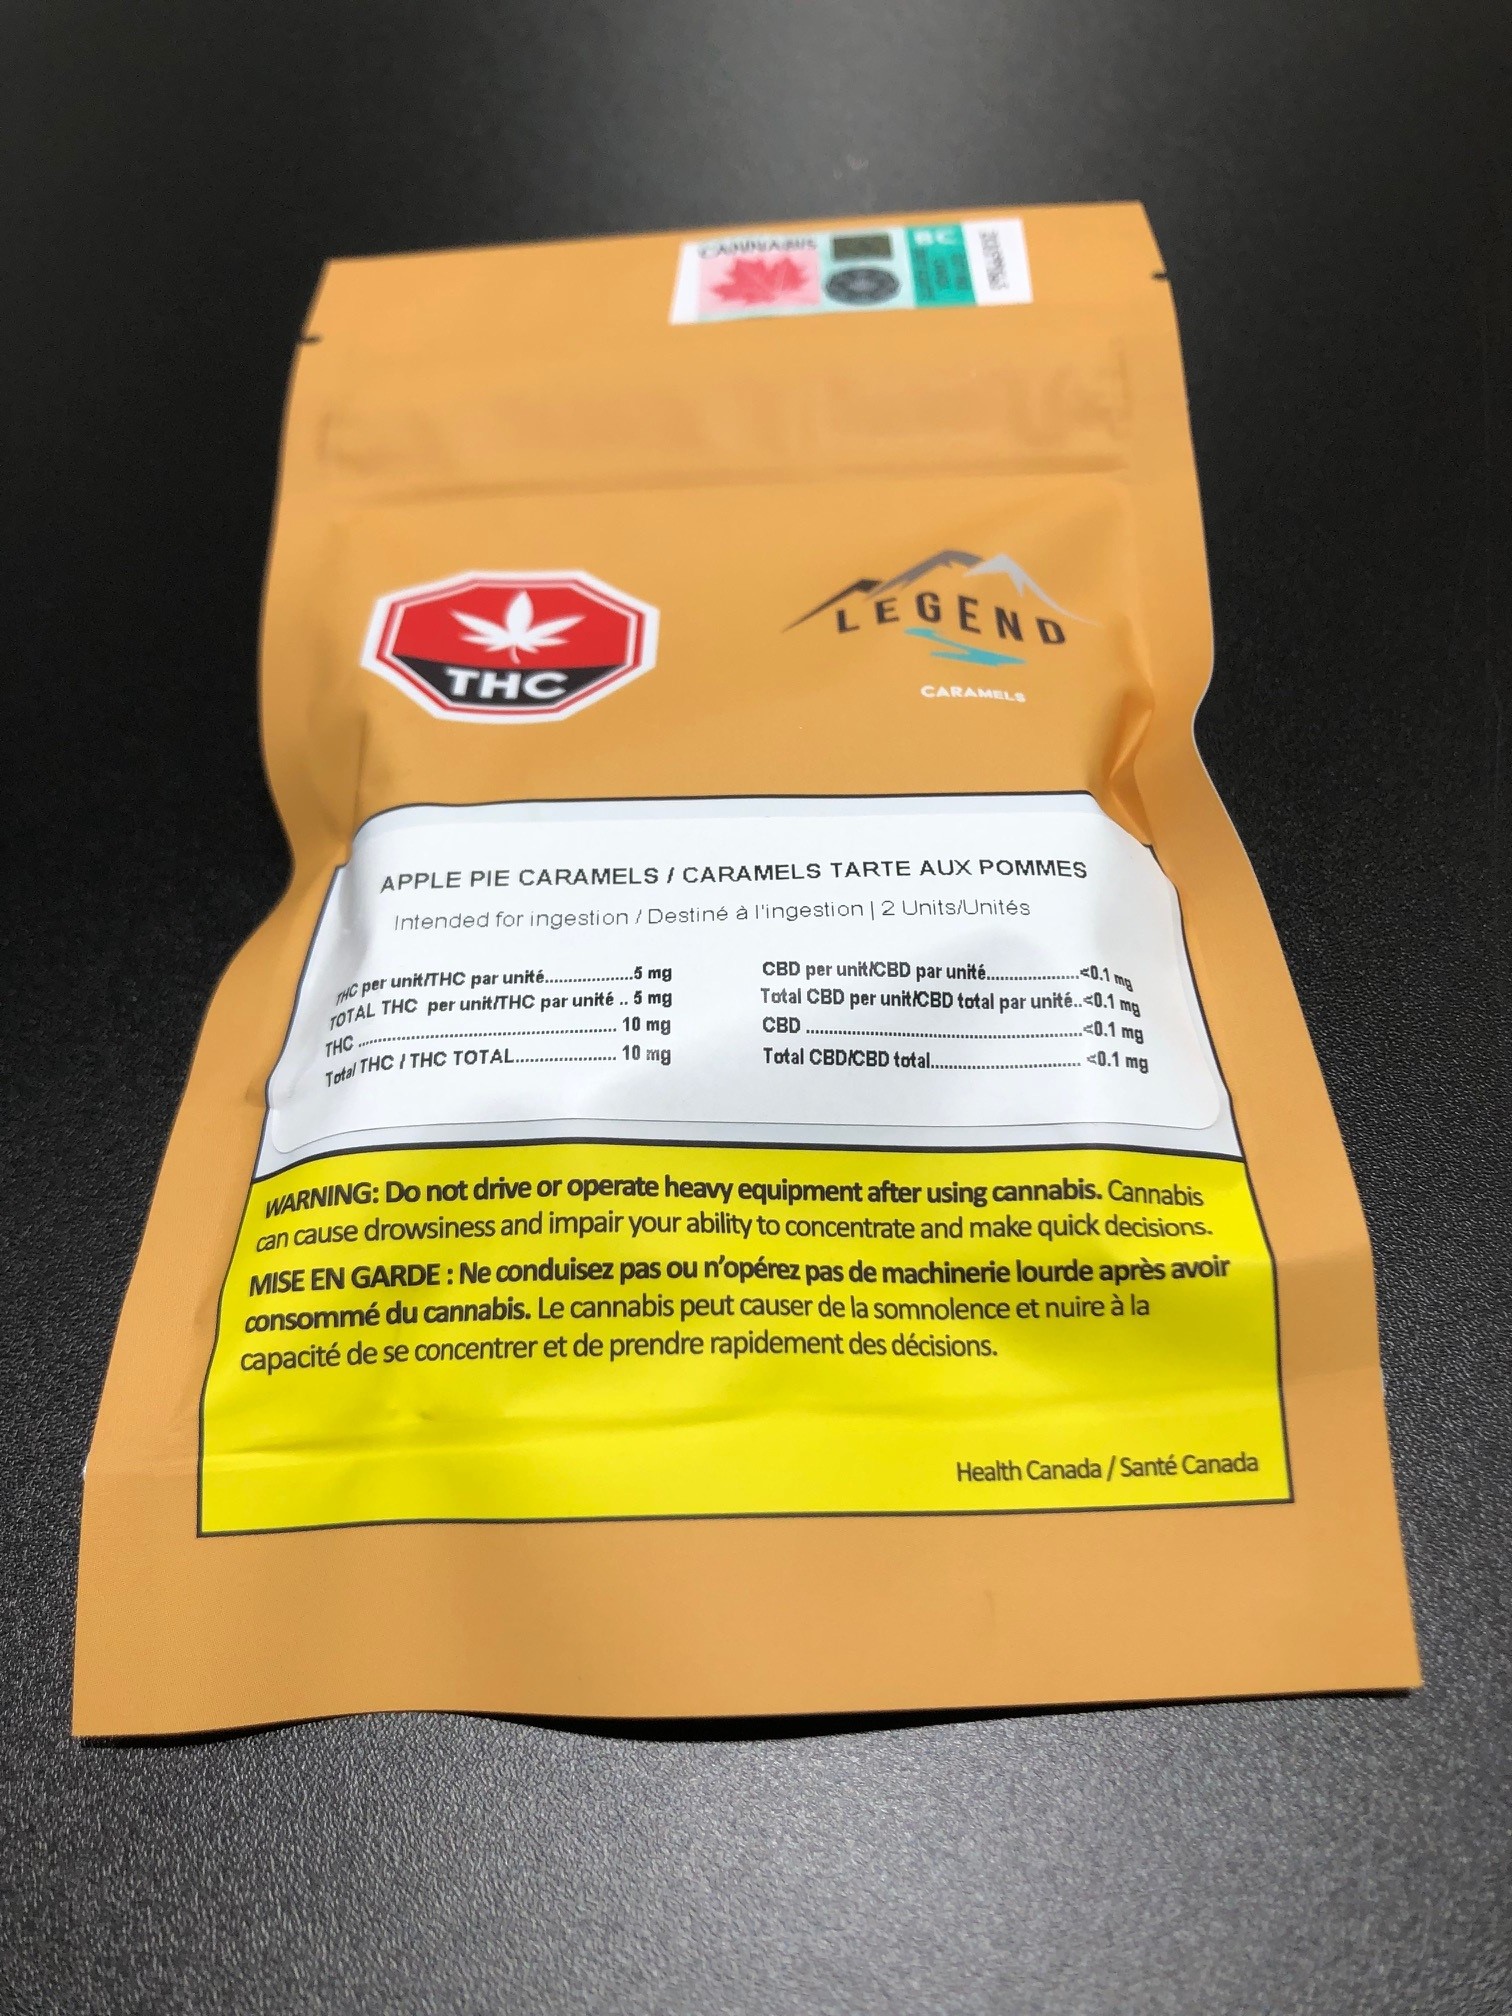 CANNABIS
BC
LEGEND
CARAMELS
THC
APPLE PIE CARAMELS / CARAMELS TARTE AUX POMMES
Intended for ingestion / Destiné à l'ingestion | 2 Units/Unités
THC per unit/THC par unité.................5 mg
TOTAL THC per unit/THC par unité .. 5 mg
THC .................................................. 10 mg
Total THC / THC TOTAL.................... 10 mg
CBD per unit/CBD par unité...................<0.1 mg
Total CBD per unit/CBD total par unité..<0.1 mg
CBD .......................................................<0.1 mg
Total CBD/CBD total.............................. <0.1 mg
WARNING: Do not drive or operate heavy equipment after using cannabis. Cannabis
can cause drowsiness and impair your ability to concentrate and make quick decisions.
MISE EN GARDE : Ne conduisez pas ou n'opérez pas de machinerie lourde après avoir
consommé du cannabis. Le cannabis peut causer de la somnolence et nuire à la
capacité de se concentrer et de prendre rapidement des décisions.
Health Canada / Santé Canada